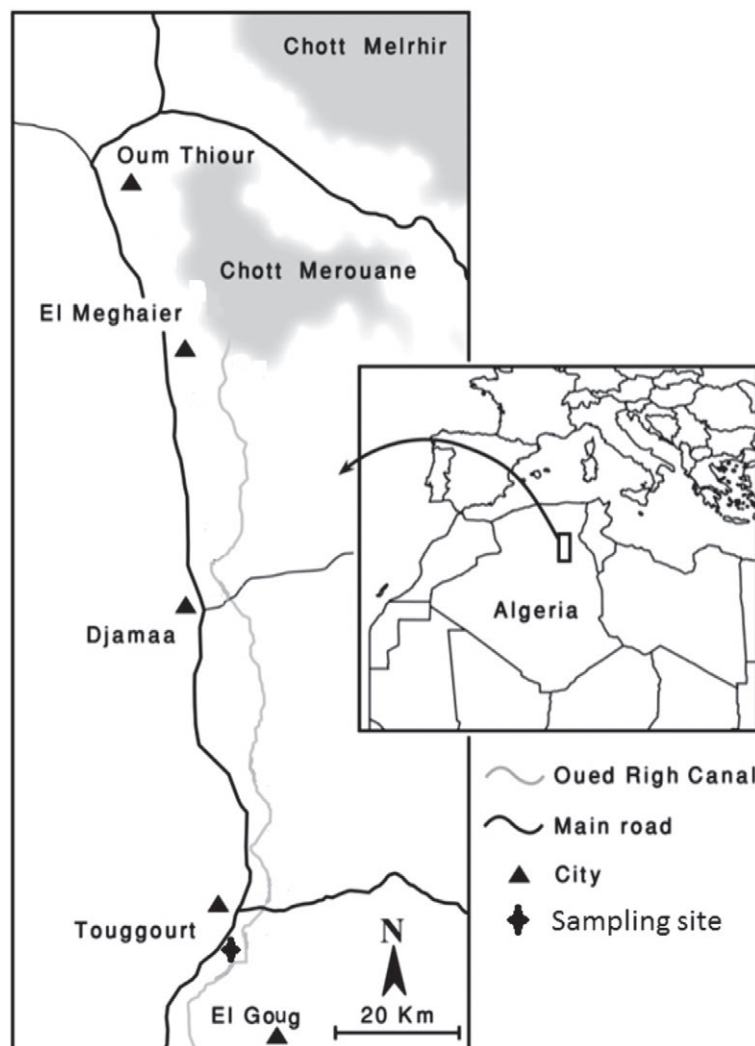 Chott Melrhir
Oum Thiour
Chott Merouane
El Meghaier
Algeria
Djamaa
Oued Righ Canal
Main road
City
Sampling site
Touggourt
N
El Goug
20 Km